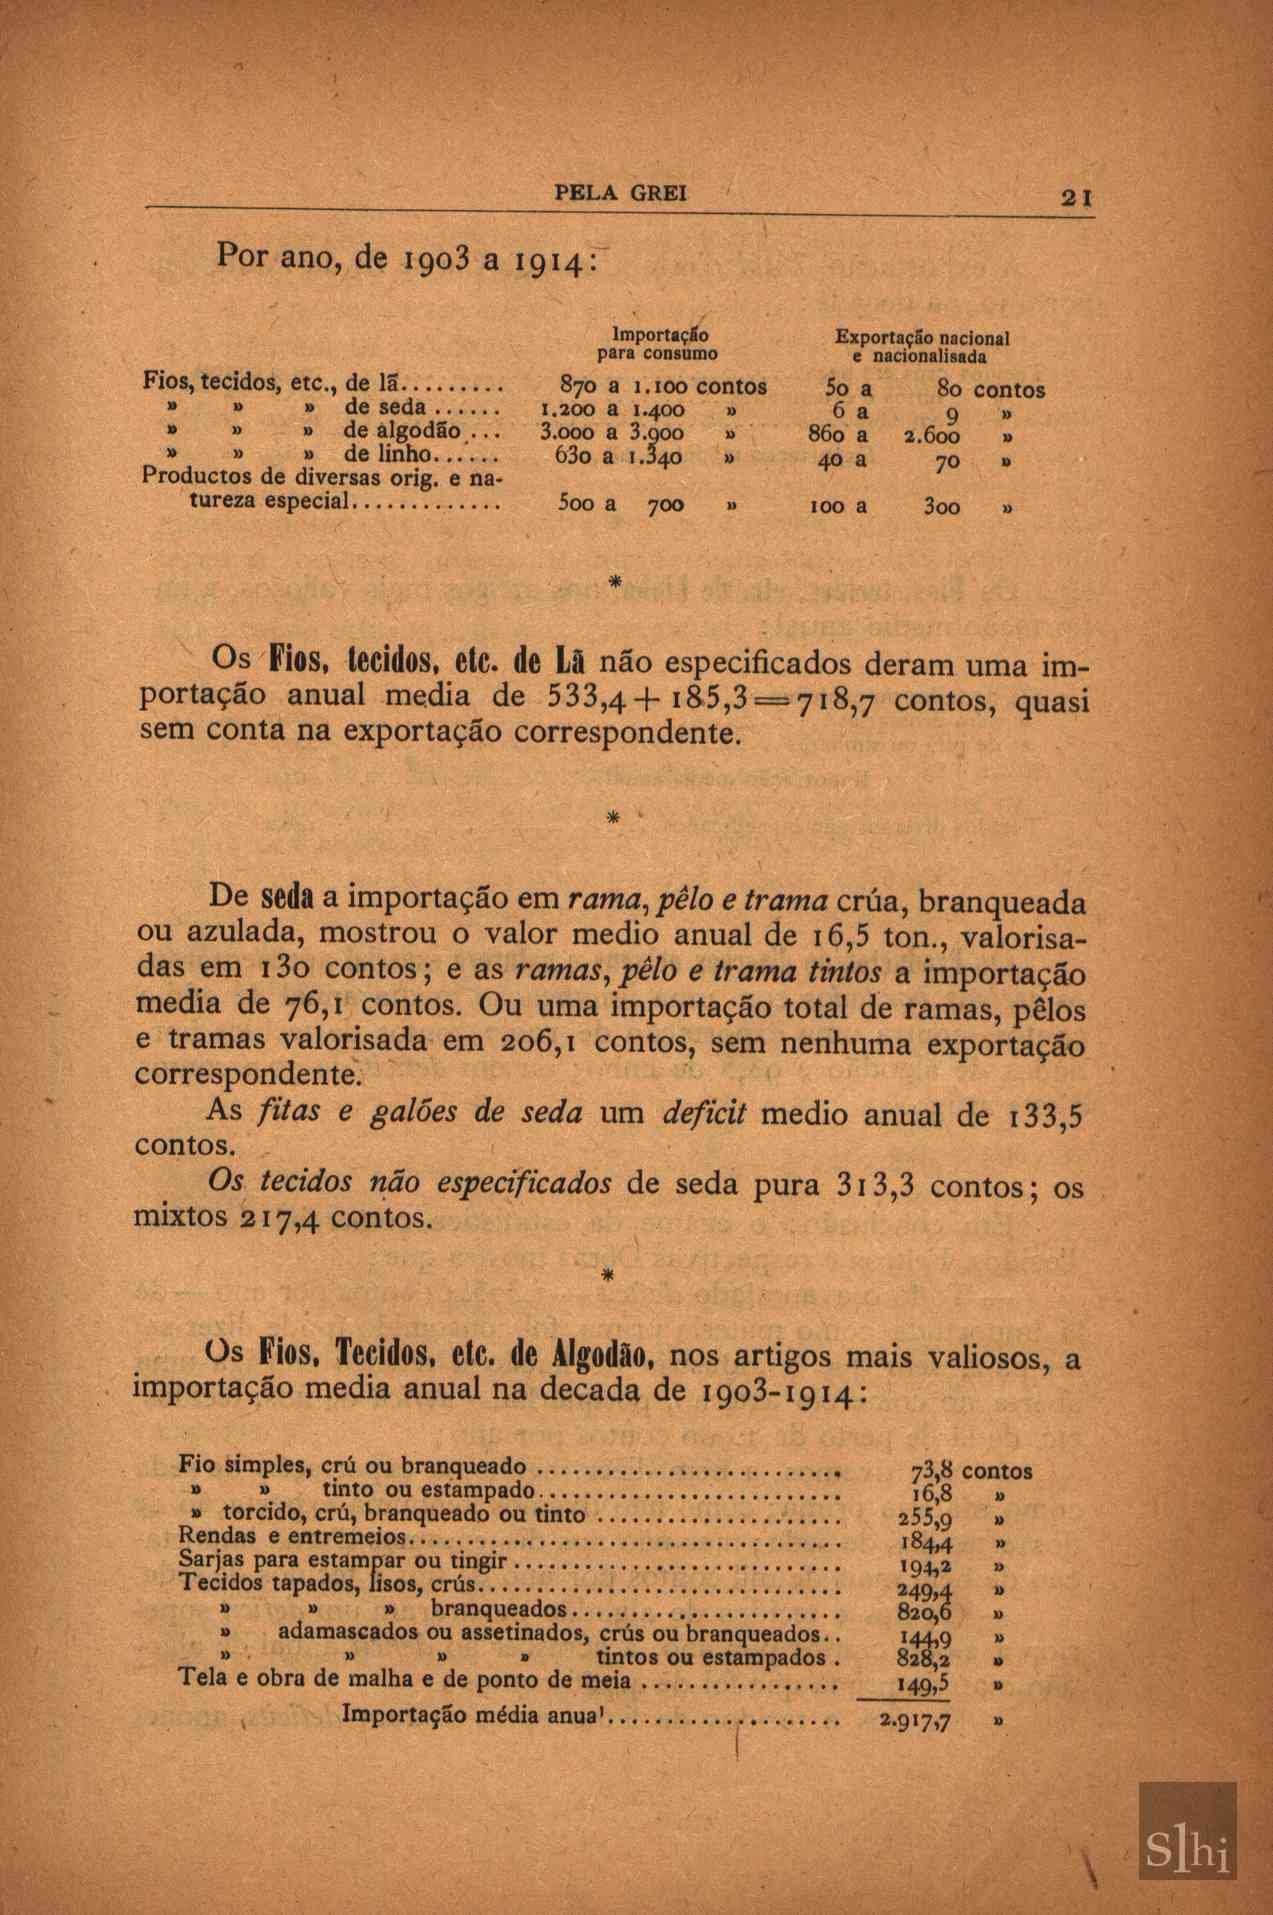 PELA GREI 21
Por ano, de 1903 a 1914:
Importação Exportação nacional
para consumo e nacionalisada
Fios, tecidos, etc., de lã......... 870 a 1.100 contos 50 a 80 contos
» » » de seda...... 1.200 a 1.400 » 6 a 9 »
» » » de algodão... 3.000 a 3.900 » 860 a 2.600 »
» » » de linho...... 630 a 1.340 » 40 a 70 »
Productos de diversas orig. e na-
tureza especial............. 500 a 700 » 100 a 300 »
*
Os Fios, tecidos, etc. de Lã não especificados deram uma im-
portação anual media de 533,4+185,3=718,7 contos, quasi
sem conta na exportação correspondente.
*
De seda a importação em rama, pêlo e trama crúa, branqueada
ou azulada, mostrou o valor medio anual de 16,5 ton., valorisa-
das em 130 contos; e as ramas, pêlo e trama tintos a importação
media de 76,1 contos. Ou uma importação total de ramas, pêlos
e tramas valorisada em 206,1 contos, sem nenhuma exportação
correspondente.
As fitas e galões de seda um deficit medio anual de 133,5
contos.
Os tecidos não especificados de seda pura 313,3 contos; os
mixtos 217,4 contos.
*
Os Fios, Tecidos, etc. de Algodão, nos artigos mais valiosos, a
importação media anual na decada de 1903-1914:
Fio simples, crú ou branqueado .......................... 73,8 contos
» » tinto ou estampado.......................... 16,8 »
» torcido, crú, branqueado ou tinto ..................... 255,9 »
Rendas e entremeios..................................... 184,4 »
Sarjas para estampar ou tingir............................ 194,2 »
Tecidos tapados, lisos, crús............................... 249,4 »
» » » branqueados....................... 820,6 »
» adamascados ou assetinados, crús ou branqueados.. 144,9 »
» » » » tintos ou estampados . 828,2 »
Tela e obra de malha e de ponto de meia ................. 149,5 »
Importação média anual.................... 2.917,7 »
S1hi